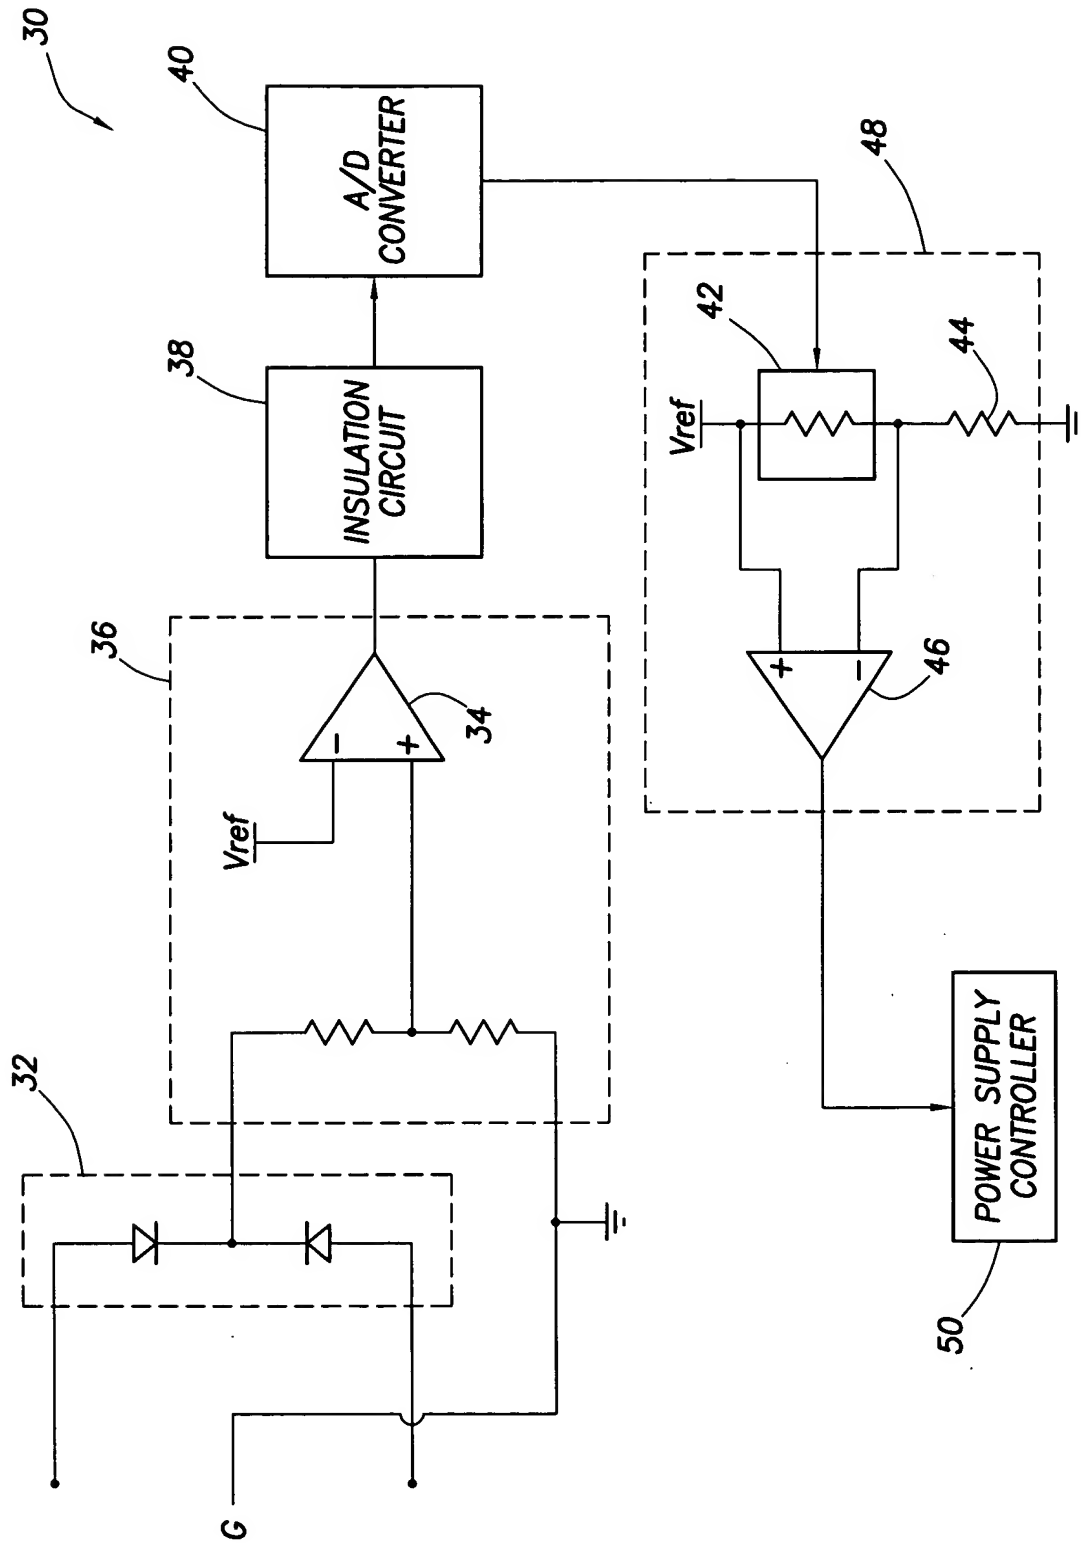 30
32
36
38
40
Vref
-
+
34
INSULATION
CIRCUIT
A/D
CONVERTER
G
48
42
Vref
44
+
-
46
POWER SUPPLY
CONTROLLER
50